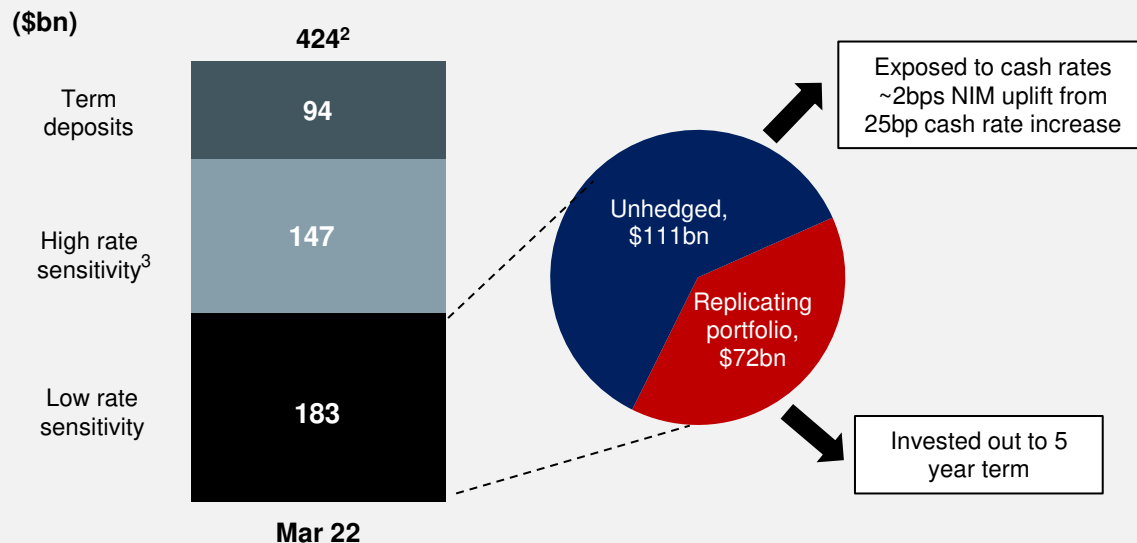 ($bn)
424²
Term
deposits
94
High rate
sensitivity³
147
Low rate
sensitivity
183
Mar 22
Unhedged,
$111bn
Replicating
portfolio,
$72bn
Exposed to cash rates
~2bps NIM uplift from
25bp cash rate increase
Invested out to 5
year term